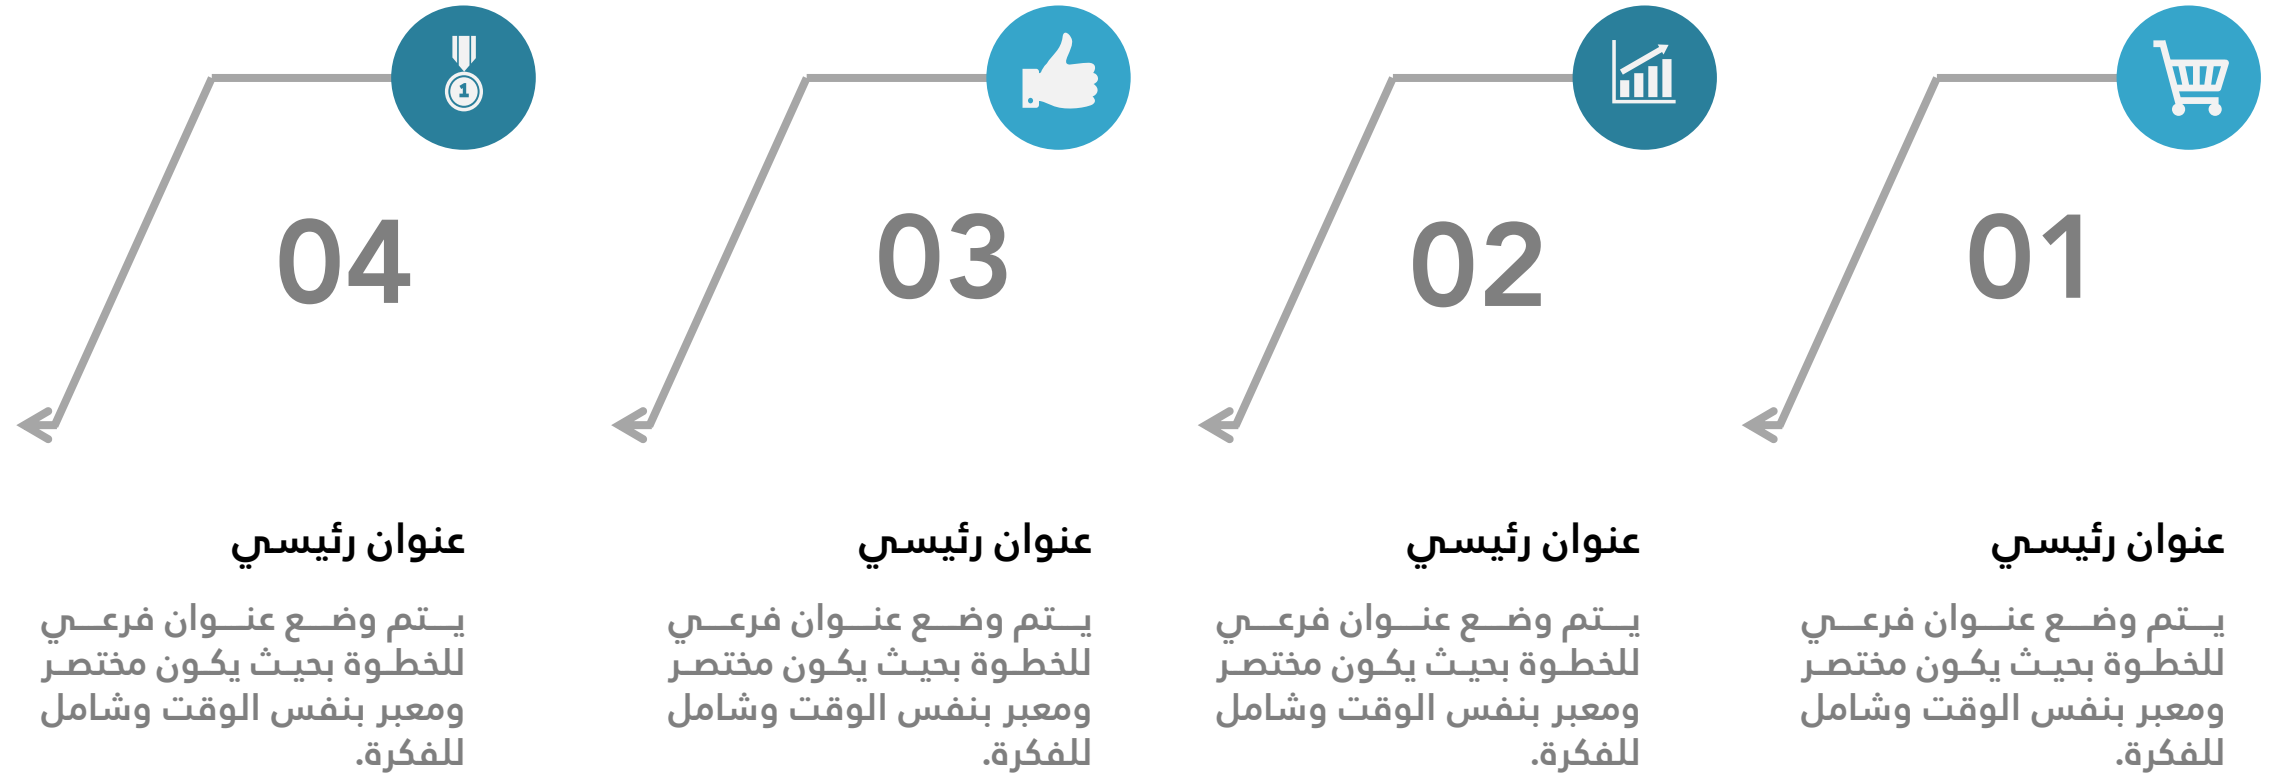 01
عنوان رئيسي
يتم وضع عنوان فرعي
للخطوة بحيث يكون مختصر
ومعبر بنفس الوقت وشامل
للفكرة.
02
عنوان رئيسي
يتم وضع عنوان فرعي
للخطوة بحيث يكون مختصر
ومعبر بنفس الوقت وشامل
للفكرة.
03
عنوان رئيسي
يتم وضع عنوان فرعي
للخطوة بحيث يكون مختصر
ومعبر بنفس الوقت وشامل
للفكرة.
1
04
عنوان رئيسي
يتم وضع عنوان فرعي
للخطوة بحيث يكون مختصر
ومعبر بنفس الوقت وشامل
للفكرة.